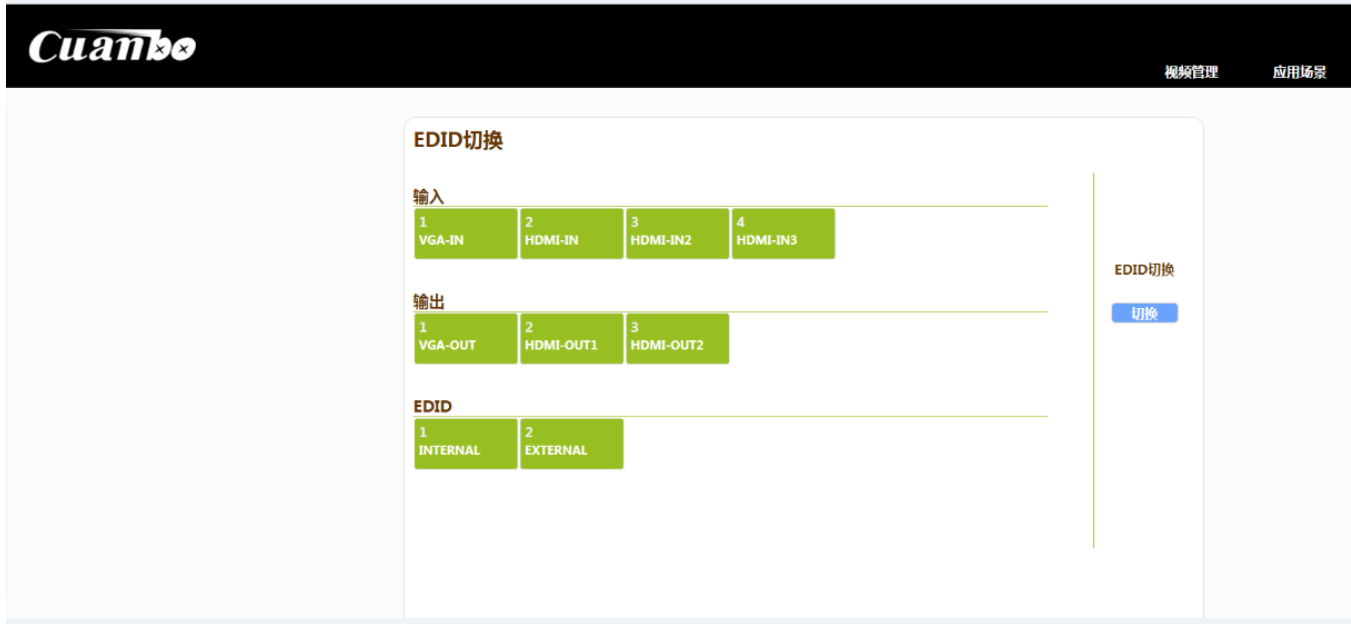 Cuanbo
视频管理 应用场景
EDID切换
输入
1 2 3 4
VGA-IN HDMI-IN HDMI-IN2 HDMI-IN3
EDID切换
输出
切换
1 2 3
VGA-OUT HDMI-OUT1 HDMI-OUT2
EDID
1 2
INTERNAL EXTERNAL